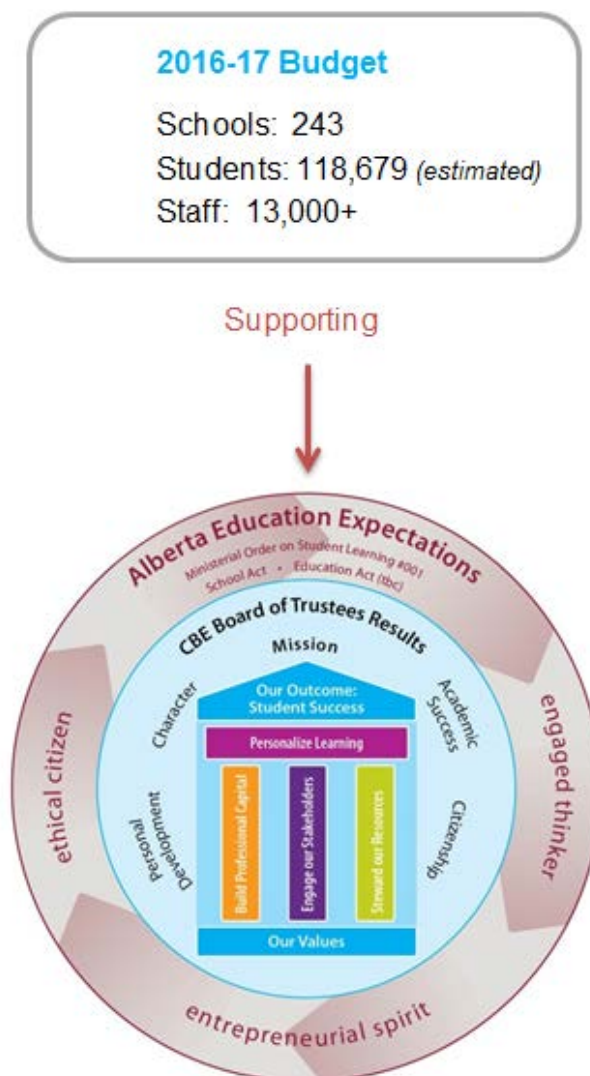 2016-17 Budget
Schools: 243
Students: 118,679 (estimated)
Staff: 13,000+
Supporting
Alberta Education Expectations
Ministerial Order on Student Learning #001
School Act • Education Act (tbc)
CBE Board of Trustees Results
Mission
Character
Academic
Success
Our Outcome:
Student Success
Personalize Learning
Build Professional Capital
Engage our Stakeholders
Steward our Resources
Personal
Development
Citizenship
Our Values
ethical citizen
engaged thinker
entrepreneurial spirit